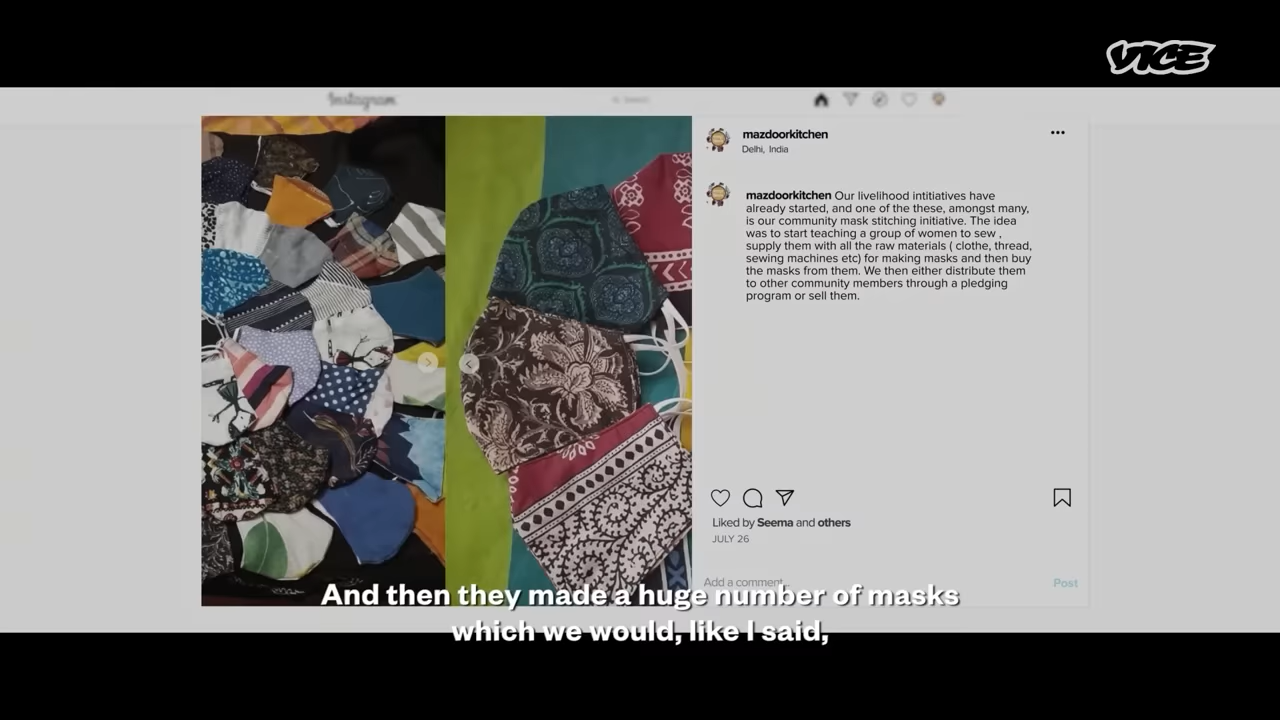 VICE
Instagram
mazdoorkitchen
Delhi, India
mazdoorkitchen Our livelihood intitiatives have
already started, and one of the these, amongst many,
is our community mask stitching initiative. The idea
was to start teaching a group of women to sew ,
supply them with all the raw materials ( clothe, thread,
sewing machines etc) for making masks and then buy
the masks from them. We then either distribute them
to other community members through a pledging
program or sell them.
Liked by Seema and others
JULY 26
Add a comment...
Post
And then they made a huge number of masks
which we would, like I said,